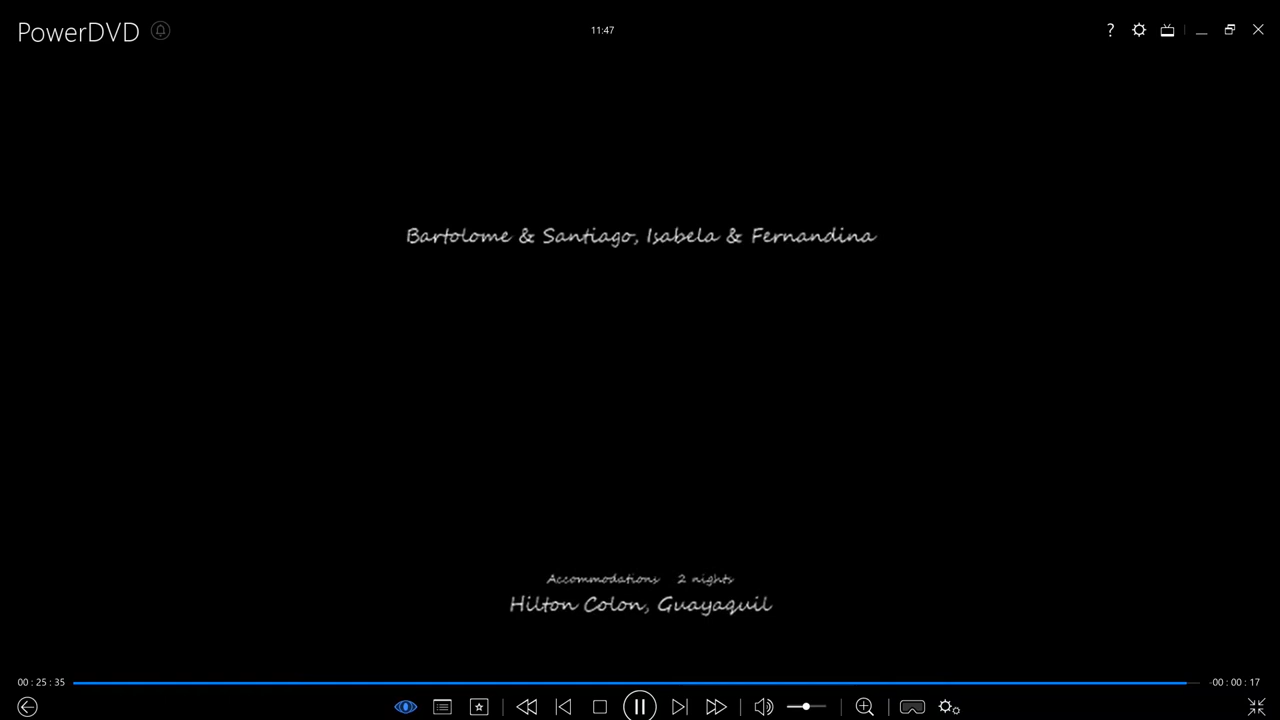 PowerDVD
11:47
?
Bartolome & Santiago, Isabela & Fernandina
Accommodations 2 nights
Hilton Colon, Guayaquil
00 : 25 : 35
-00 : 00 : 17